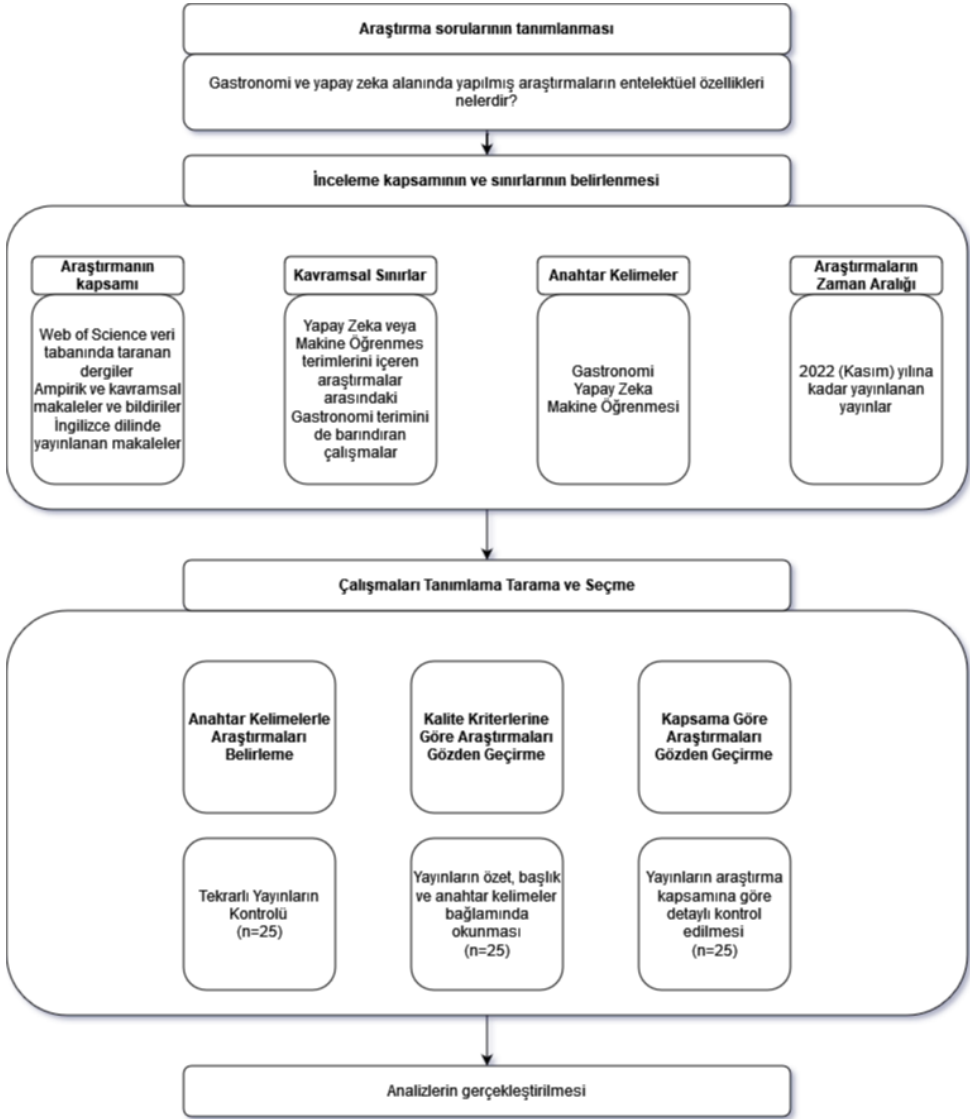 Araştırma sorularının tanımlanması
Gastronomi ve yapay zeka alanında yapılmış araştırmaların entelektüel özellikleri
nelerdir?
İnceleme kapsamının ve sınırlarının belirlenmesi
Araştırmanın
kapsamı
Web of Science veri
tabanında taranan
dergiler
Ampirik ve kavramsal
makaleler ve bildiriler
İngilizce dilinde
yayınlanan makaleler
Kavramsal Sınırlar
Yapay Zeka veya
Makine Öğrenmes
terimlerini içeren
araştırmalar
arasındaki
Gastronomi terimini
de barındıran
çalışmalar
Anahtar Kelimeler
Gastronomi
Yapay Zeka
Makine Öğrenmesi
Araştırmaların
Zaman Aralığı
2022 (Kasım) yılına
kadar yayınlanan
yayınlar
Çalışmaları Tanımlama Tarama ve Seçme
Anahtar Kelimelerle
Araştırmaları
Belirleme
Kalite Kriterlerine
Göre Araştırmaları
Gözden Geçirme
Kapsama Göre
Araştırmaları
Gözden Geçirme
Tekrarlı Yayınların
Kontrolü
(n=25)
Yayınların özet, başlık
ve anahtar kelimeler
bağlamında
okunması
(n=25)
Yayınların araştırma
kapsamına göre
detaylı kontrol
edilmesi
(n=25)
Analizlerin gerçekleştirilmesi